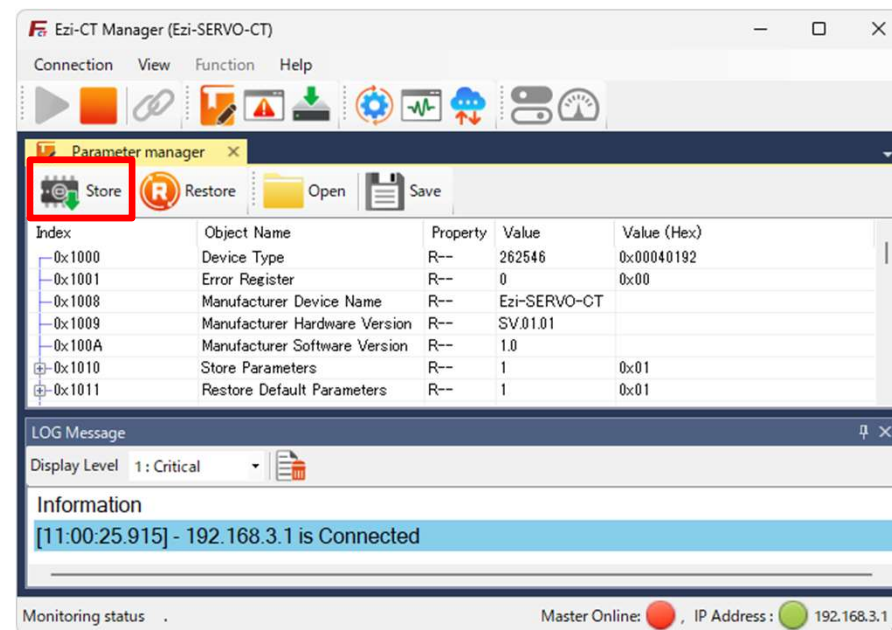 Ezi-CT Manager (Ezi-SERVO-CT)
Connection View Function Help
Parameter manager
Store Restore Open Save
Index Object Name Property Value Value (Hex)
0x1000 Device Type R-- 262546 0x00040192
0x1001 Error Register R-- 0 0x00
0x1008 Manufacturer Device Name R-- Ezi-SERVO-CT
0x1009 Manufacturer Hardware Version R-- SV.01.01
0x100A Manufacturer Software Version R-- 1.0
0x1010 Store Parameters R-- 1 0x01
0x1011 Restore Default Parameters R-- 1 0x01
LOG Message
Display Level 1 : Critical
Information
[11:00:25.915] - 192.168.3.1 is Connected
Monitoring status . Master Online: , IP Address : 192.168.3.1